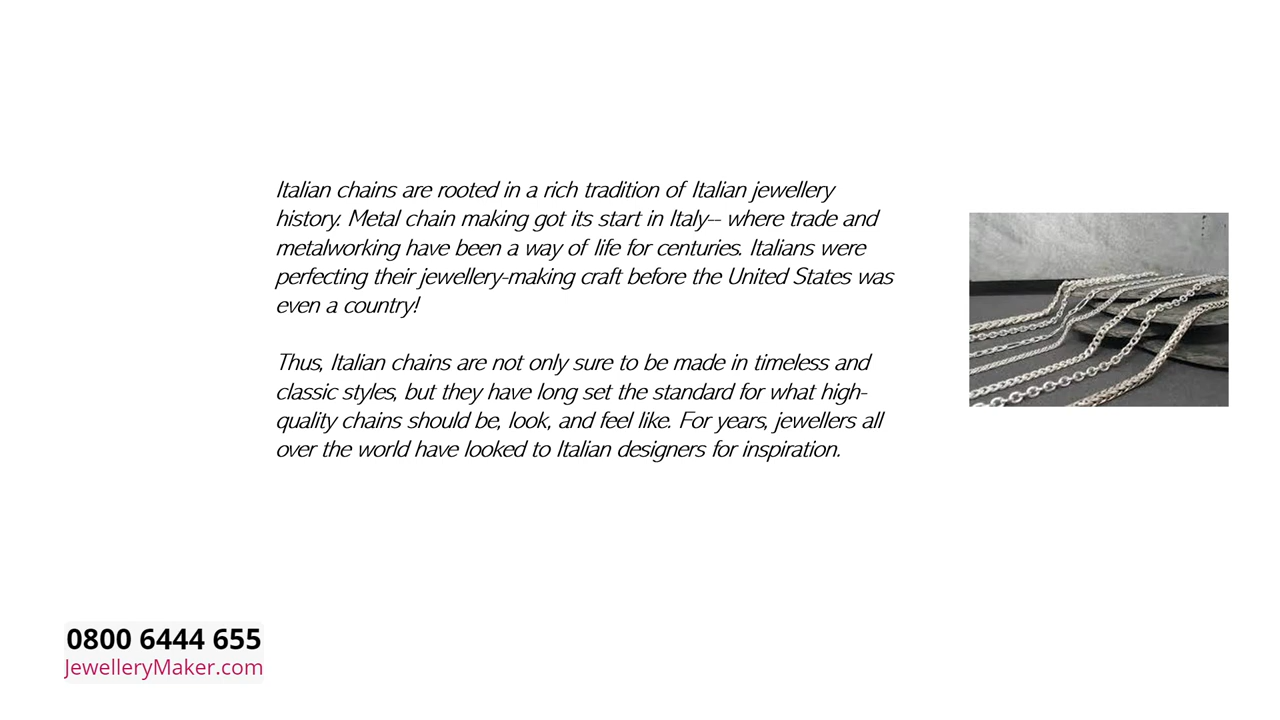 Italian chains are rooted in a rich tradition of Italian jewellery
history. Metal chain making got its start in Italy-- where trade and
metalworking have been a way of life for centuries. Italians were
perfecting their jewellery-making craft before the United States was
even a country!
Thus, Italian chains are not only sure to be made in timeless and
classic styles, but they have long set the standard for what high-
quality chains should be, look, and feel like. For years, jewellers all
over the world have looked to Italian designers for inspiration.
0800 6444 655
JewelleryMaker.com